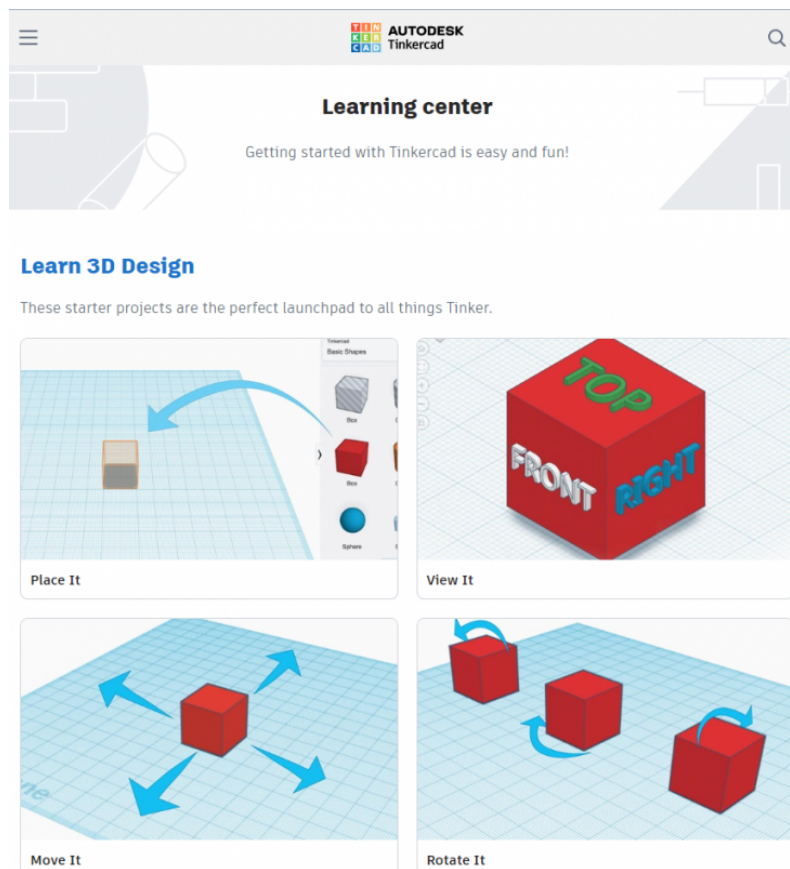 TIN
KER
CAD
AUTODESK
Tinkercad
Learning center
Getting started with Tinkercad is easy and fun!
Learn 3D Design
These starter projects are the perfect launchpad to all things Tinker.
Tinkercad
Basic Shapes
Box
Box
Sphere
TOP
FRONT
RIGHT
Place It
View It
Move It
Rotate It